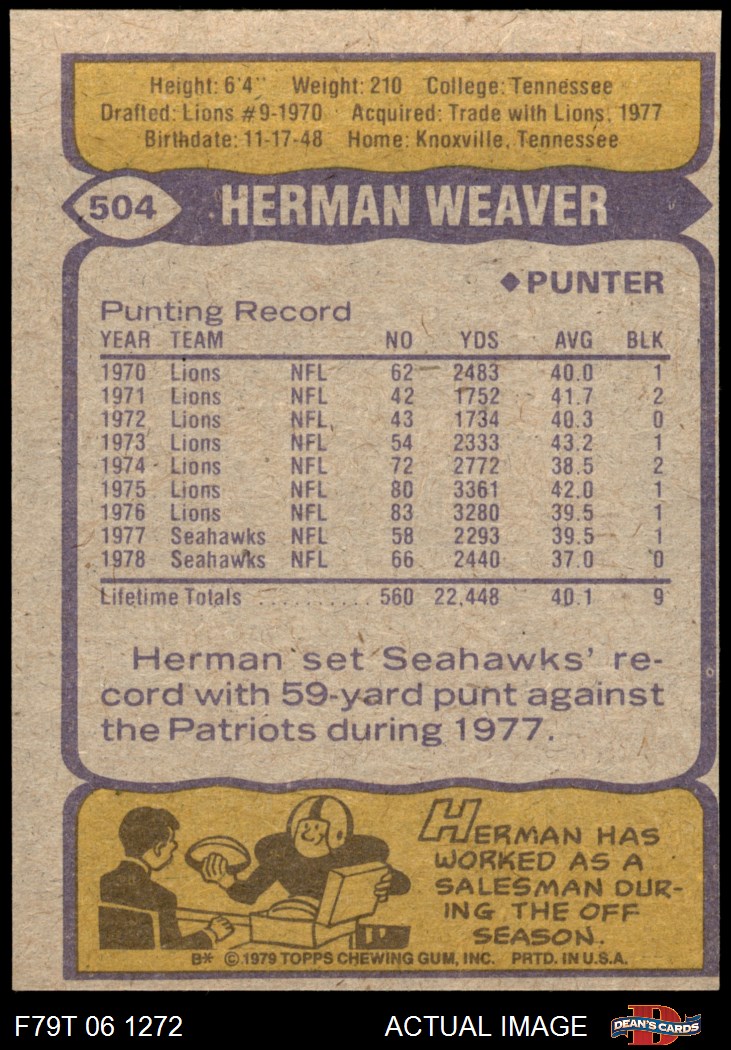 Height: 6'4" Weight: 210 College: Tennessee
Drafted: Lions #9-1970 Acquired: Trade with Lions, 1977
Birthdate: 11-17-48 Home: Knoxville, Tennessee
504 HERMAN WEAVER
◆PUNTER
Punting Record
YEAR TEAM NO YDS AVG BLK
1970 Lions NFL 62 2483 40.0 1
1971 Lions NFL 42 1752 41.7 2
1972 Lions NFL 43 1734 40.3 0
1973 Lions NFL 54 2333 43.2 1
1974 Lions NFL 72 2772 38.5 2
1975 Lions NFL 80 3361 42.0 1
1976 Lions NFL 83 3280 39.5 1
1977 Seahawks NFL 58 2293 39.5 1
1978 Seahawks NFL 66 2440 37.0 0
Lifetime Totals .......... 560 22,448 40.1 9
Herman set Seahawks' re-
cord with 59-yard punt against
the Patriots during 1977.
HERMAN HAS
WORKED AS A
SALESMAN DUR-
ING THE OFF
SEASON.
B* © 1979 TOPPS CHEWING GUM, INC. PRTD. IN U.S.A.
F79T 06 1272 ACTUAL IMAGE D DEAN'S CARDS